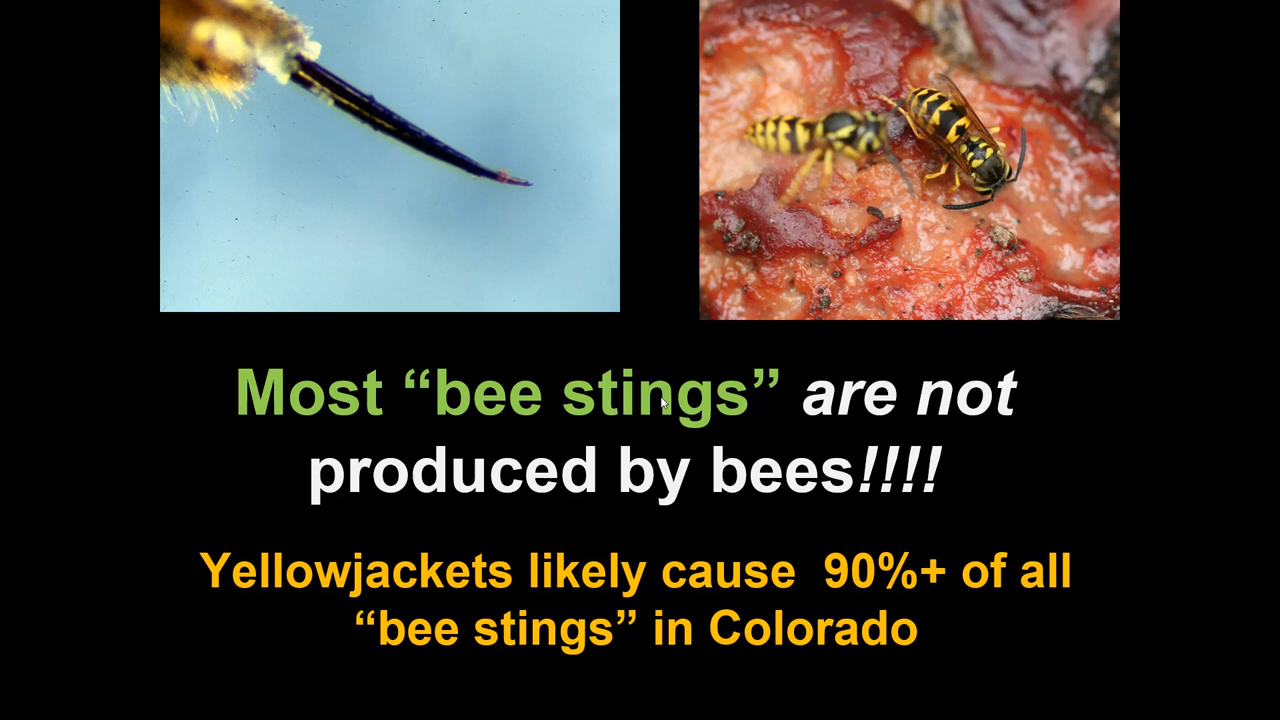 Most “bee stings” are not
produced by bees!!!!
Yellowjackets likely cause  90%+ of all
“bee stings” in Colorado